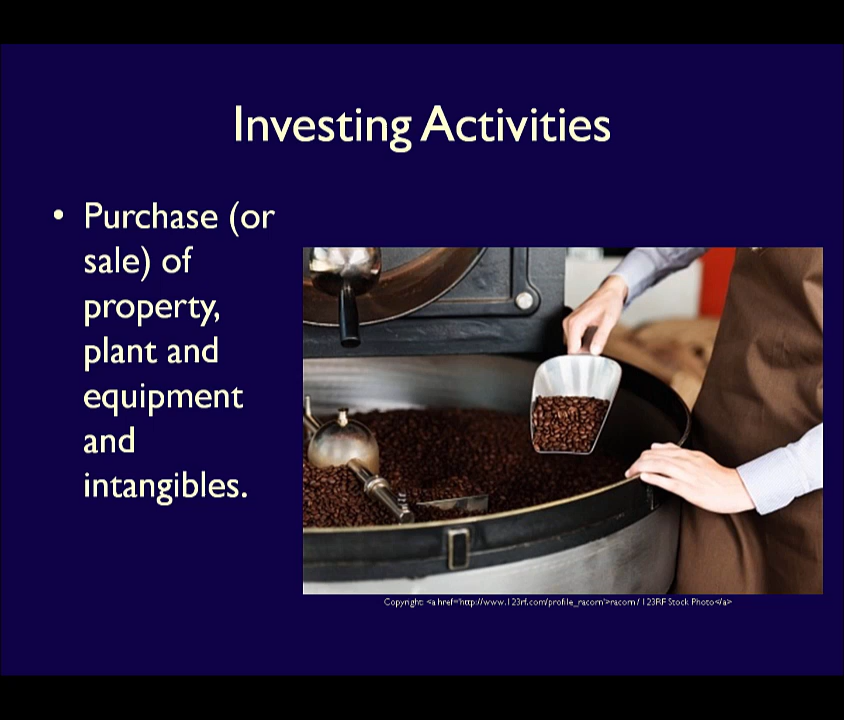 Investing Activities
• Purchase (or
sale) of
property,
plant and
equipment
and
intangibles.
Copyright: <a href='http://www.123rf.com/profile_racorn'>racorn / 123RF Stock Photo</a>